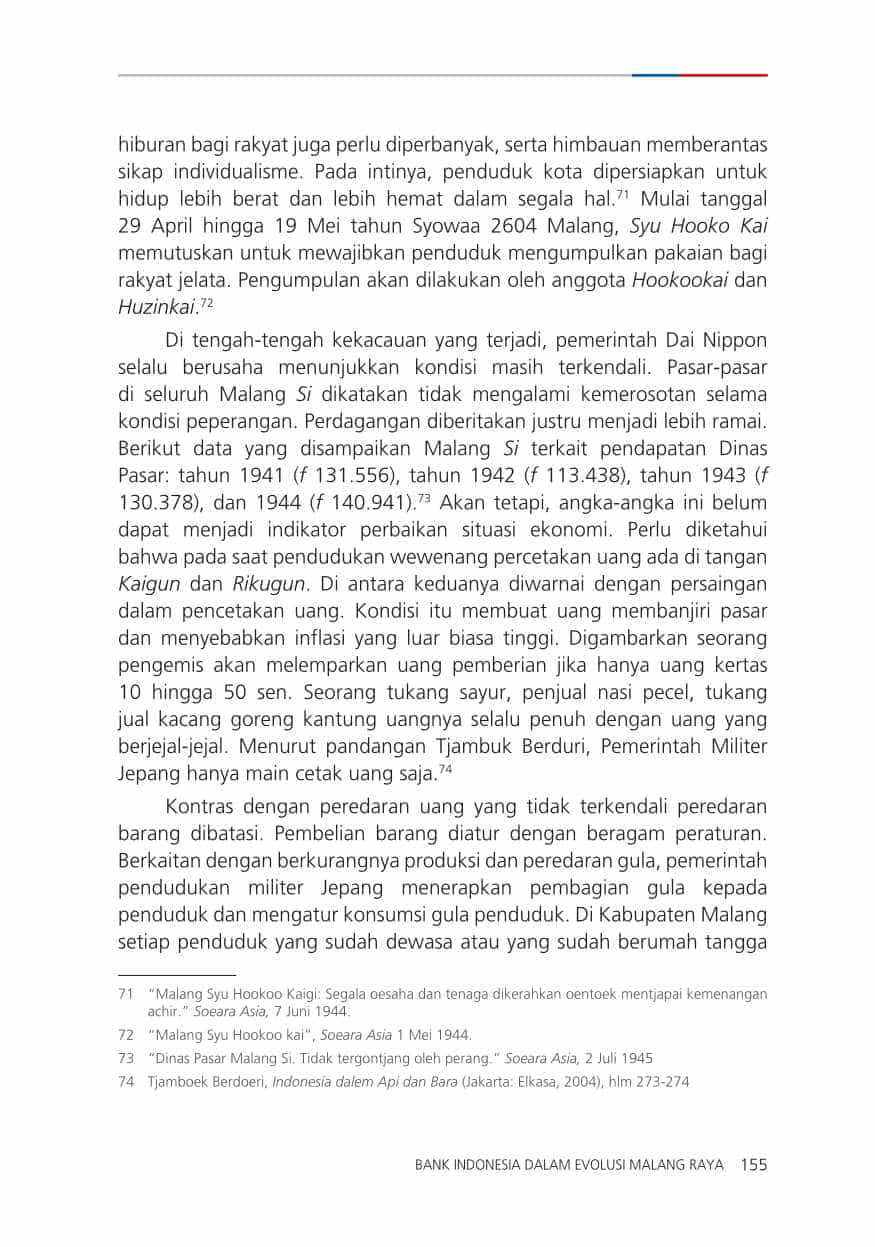 hiburan bagi rakyat juga perlu diperbanyak, serta himbauan memberantas
sikap individualisme. Pada intinya, penduduk kota dipersiapkan untuk
hidup lebih berat dan lebih hemat dalam segala hal.71 Mulai tanggal
29 April hingga 19 Mei tahun Syowaa 2604 Malang, Syu Hooko Kai
memutuskan untuk mewajibkan penduduk mengumpulkan pakaian bagi
rakyat jelata. Pengumpulan akan dilakukan oleh anggota Hookookai dan
Huzinkai.72
Di tengah-tengah kekacauan yang terjadi, pemerintah Dai Nippon
selalu berusaha menunjukkan kondisi masih terkendali. Pasar-pasar
di seluruh Malang Si dikatakan tidak mengalami kemerosotan selama
kondisi peperangan. Perdagangan diberitakan justru menjadi lebih ramai.
Berikut data yang disampaikan Malang Si terkait pendapatan Dinas
Pasar: tahun 1941 (f 131.556), tahun 1942 (f 113.438), tahun 1943 (f
130.378), dan 1944 (f 140.941).73 Akan tetapi, angka-angka ini belum
dapat menjadi indikator perbaikan situasi ekonomi. Perlu diketahui
bahwa pada saat pendudukan wewenang percetakan uang ada di tangan
Kaigun dan Rikugun. Di antara keduanya diwarnai dengan persaingan
dalam pencetakan uang. Kondisi itu membuat uang membanjiri pasar
dan menyebabkan inflasi yang luar biasa tinggi. Digambarkan seorang
pengemis akan melemparkan uang pemberian jika hanya uang kertas
10 hingga 50 sen. Seorang tukang sayur, penjual nasi pecel, tukang
jual kacang goreng kantung uangnya selalu penuh dengan uang yang
berjejal-jejal. Menurut pandangan Tjambuk Berduri, Pemerintah Militer
Jepang hanya main cetak uang saja.74
Kontras dengan peredaran uang yang tidak terkendali peredaran
barang dibatasi. Pembelian barang diatur dengan beragam peraturan.
Berkaitan dengan berkurangnya produksi dan peredaran gula, pemerintah
pendudukan militer Jepang menerapkan pembagian gula kepada
penduduk dan mengatur konsumsi gula penduduk. Di Kabupaten Malang
setiap penduduk yang sudah dewasa atau yang sudah berumah tangga
71 “Malang Syu Hookoo Kaigi: Segala oesaha dan tenaga dikerahkan oentoek mentjapai kemenangan
achir.” Soeara Asia, 7 Juni 1944.
72 “Malang Syu Hookoo kai”, Soeara Asia 1 Mei 1944.
73 “Dinas Pasar Malang Si. Tidak tergontjang oleh perang.” Soeara Asia, 2 Juli 1945
74 Tjamboek Berdoeri, Indonesia dalem Api dan Bara (Jakarta: Elkasa, 2004), hlm 273-274
BANK INDONESIA DALAM EVOLUSI MALANG RAYA 155